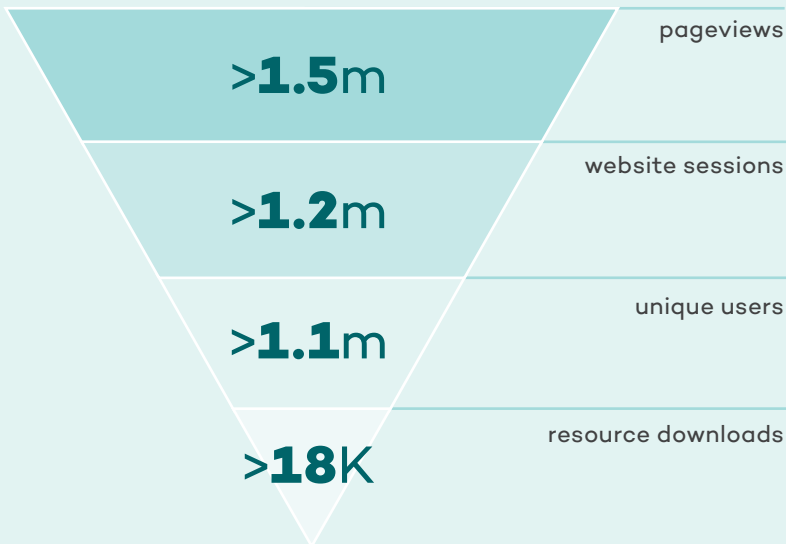 pageviews
>1.5m
website sessions
>1.2m
unique users
>1.1m
resource downloads
>18K